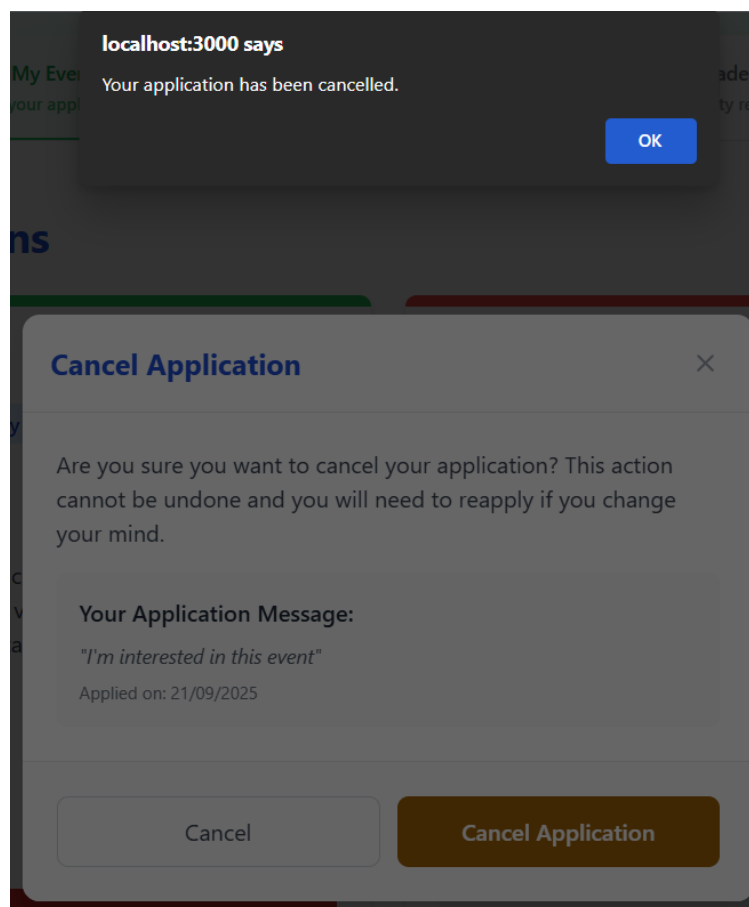 localhost:3000 says
Your application has been cancelled.
OK
My Eve
your appl
ade
ty r
ns
Cancel Application
y
Are you sure you want to cancel your application? This action
cannot be undone and you will need to reapply if you change
your mind.
Your Application Message:
"I'm interested in this event"
Applied on: 21/09/2025
Cancel
Cancel Application